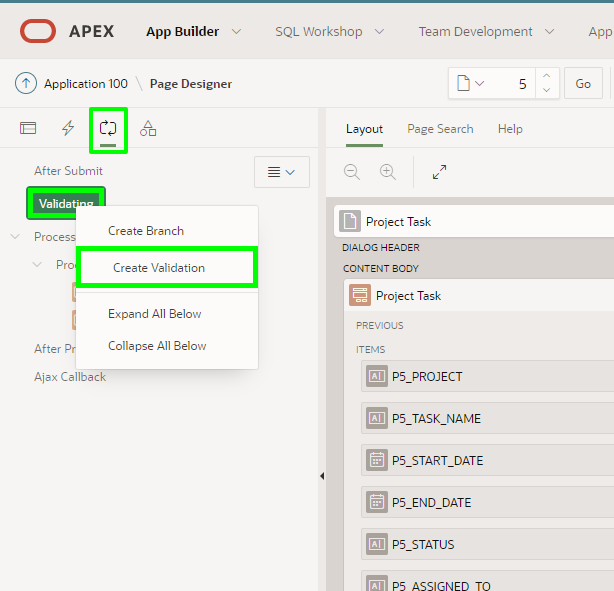 APEX App Builder SQL Workshop Team Development App
Application 100 \ Page Designer 5 Go
Layout Page Search Help
After Submit
Validating
Create Branch
Create Validation
Expand All Below
Collapse All Below
Process
Proc
After Pr
Ajax Callback
Project Task
DIALOG HEADER
CONTENT BODY
Project Task
PREVIOUS
ITEMS
P5_PROJECT
P5_TASK_NAME
P5_START_DATE
P5_END_DATE
P5_STATUS
P5_ASSIGNED_TO